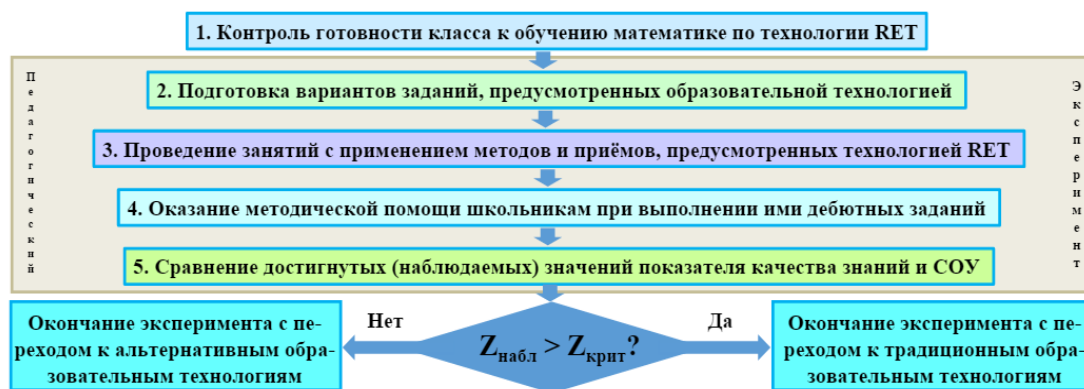 1. Контроль готовности класса к обучению математике по технологии RET
Педагогический
Эксперимент
2. Подготовка вариантов заданий, предусмотренных образовательной технологией
3. Проведение занятий с применением методов и приёмов, предусмотренных технологией RET
4. Оказание методической помощи школьникам при выполнении ими дебютных заданий
5. Сравнение достигнутых (наблюдаемых) значений показателя качества знаний и СОУ
Нет
Zнабл > Zкрит?
Да
Окончание эксперимента с пе-
реходом к альтернативным обра-
зовательным технологиям
Окончание эксперимента с пе-
реходом к традиционным обра-
зовательным технологиям